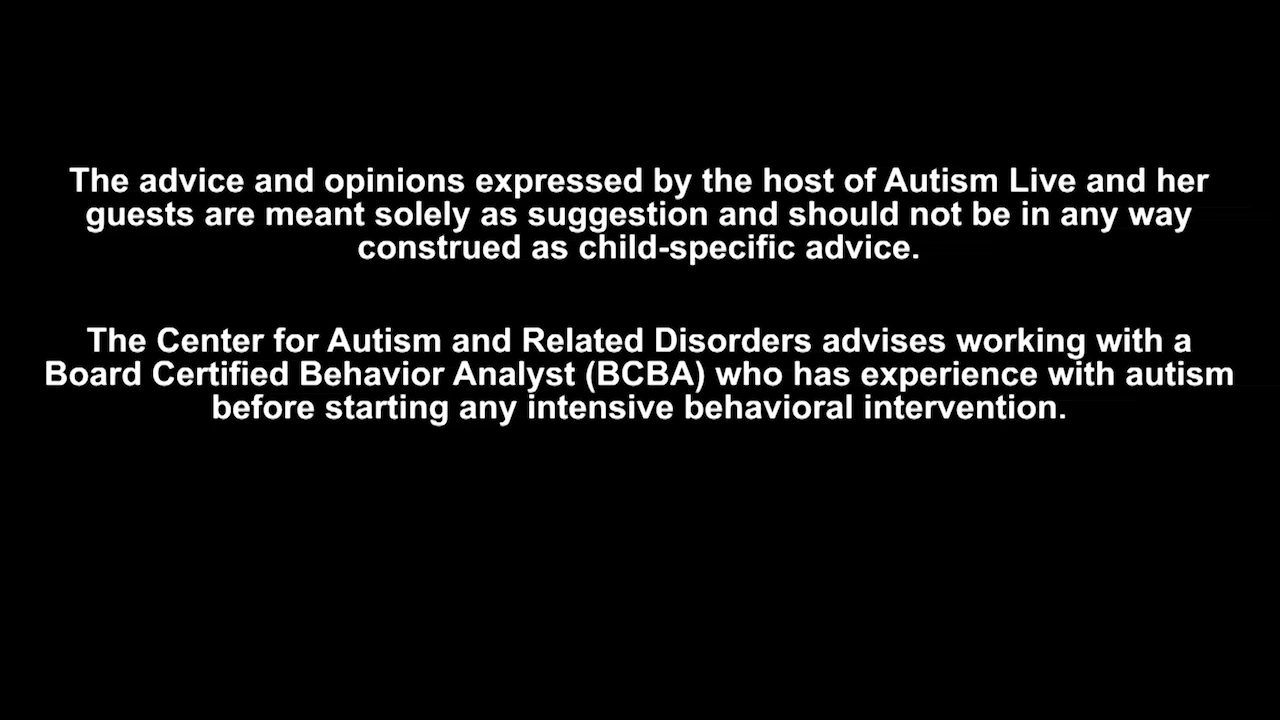 The advice and opinions expressed by the host of Autism Live and her
guests are meant solely as suggestion and should not be in any way
construed as child-specific advice.
The Center for Autism and Related Disorders advises working with a
Board Certified Behavior Analyst (BCBA) who has experience with autism
before starting any intensive behavioral intervention.